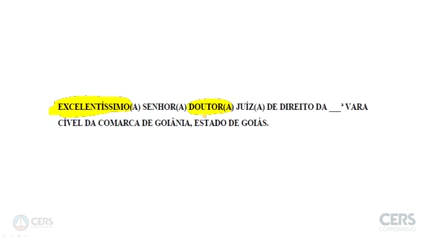 EXCELENTÍSSIMO(A) SENHOR(A) DOUTOR(A) JUÍZ(A) DE DIREITO DA ___ª VARA
CÍVEL DA COMARCA DE GOIÂNIA, ESTADO DE GOIÁS.
CERS
CERS